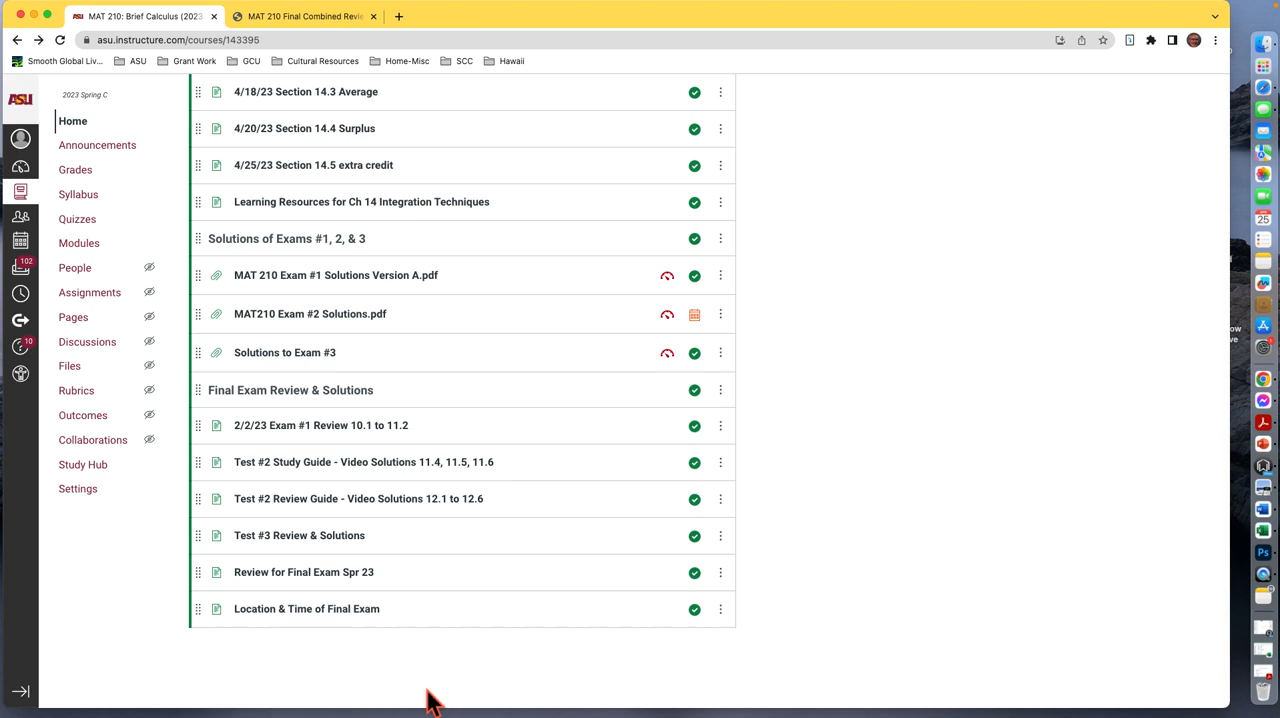 MAT 210: Brief Calculus (2023
MAT 210 Final Combined Revie
asu.instructure.com/courses/143395
Smooth Global Liv...
ASU
Grant Work
GCU
Cultural Resources
Home-Misc
SCC
Hawaii
ASU
2023 Spring C
Home
Announcements
Grades
Syllabus
Quizzes
Modules
People
Assignments
Pages
Discussions
Files
Rubrics
Outcomes
Collaborations
Study Hub
Settings
102
10
4/18/23 Section 14.3 Average
4/20/23 Section 14.4 Surplus
4/25/23 Section 14.5 extra credit
Learning Resources for Ch 14 Integration Techniques
Solutions of Exams #1, 2, & 3
MAT 210 Exam #1 Solutions Version A.pdf
MAT210 Exam #2 Solutions.pdf
Solutions to Exam #3
Final Exam Review & Solutions
2/2/23 Exam #1 Review 10.1 to 11.2
Test #2 Study Guide - Video Solutions 11.4, 11.5, 11.6
Test #2 Review Guide - Video Solutions 12.1 to 12.6
Test #3 Review & Solutions
Review for Final Exam Spr 23
Location & Time of Final Exam
25
Ps